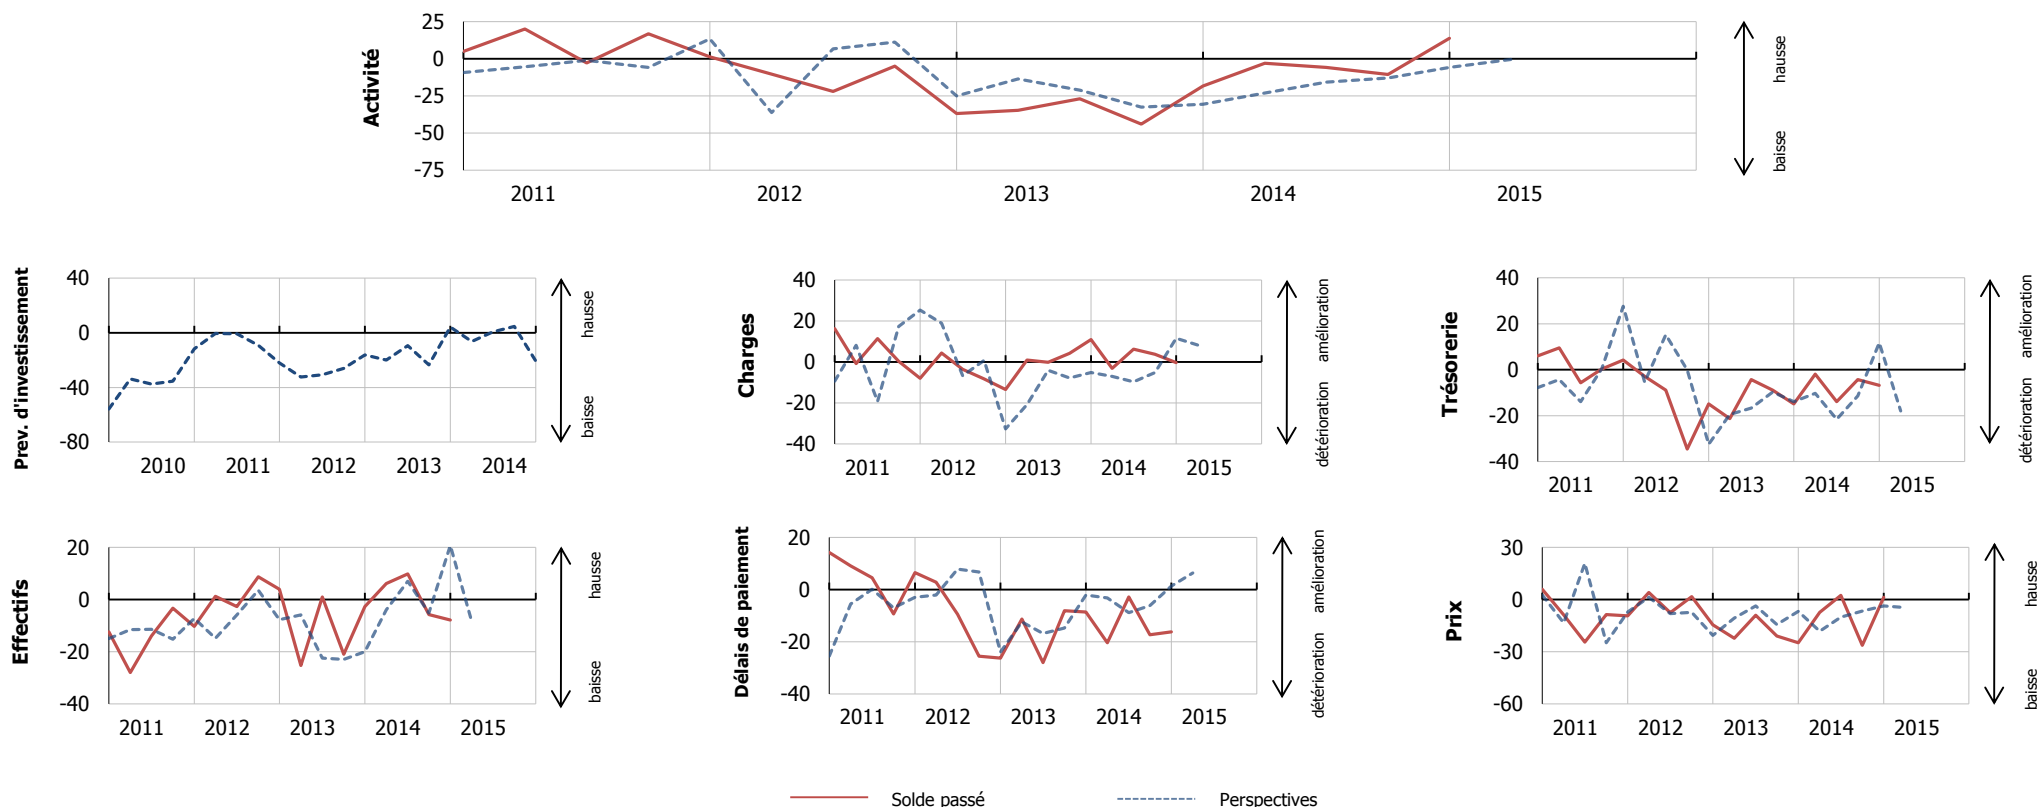 Activité
25
0
-25
-50
-75
2011 2012 2013 2014 2015
hausse
baisse
Prev. d'investissement
40
0
-40
-80
2010 2011 2012 2013 2014
hausse
baisse
Charges
40
20
0
-20
-40
2011 2012 2013 2014 2015
amélioration
détérioration
Trésorerie
40
20
0
-20
-40
2011 2012 2013 2014 2015
amélioration
détérioration
Effectifs
20
0
-20
-40
2011 2012 2013 2014 2015
hausse
baisse
Délais de paiement
20
0
-20
-40
2011 2012 2013 2014 2015
amélioration
détérioration
Prix
30
0
-30
-60
2011 2012 2013 2014 2015
hausse
baisse
Solde passé Perspectives